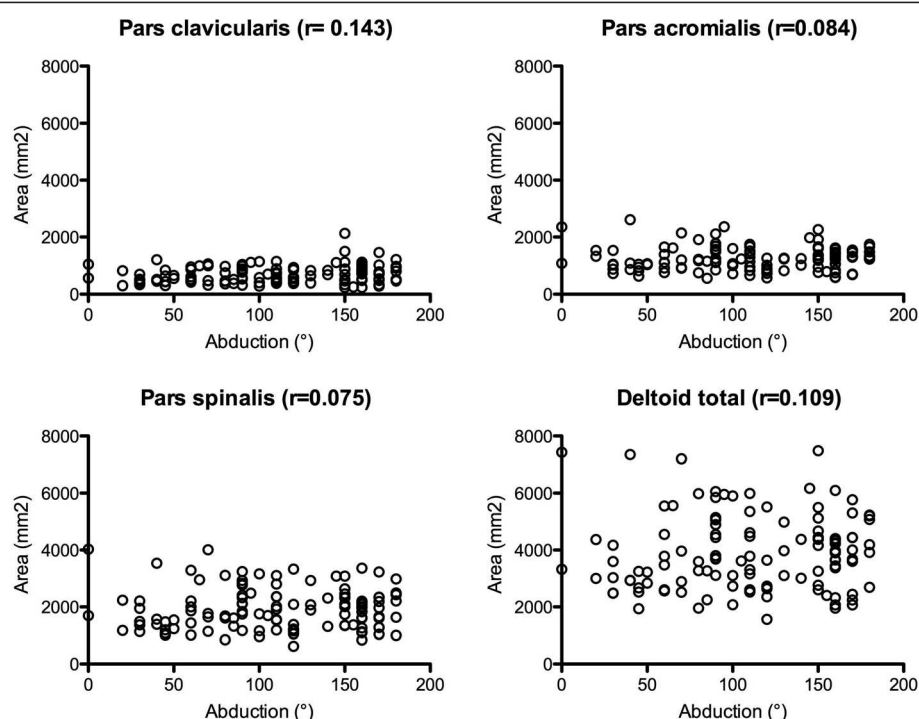 Pars clavicularis (r= 0.143)
8000
6000
4000
2000
0
Area (mm2)
0 50 100 150 200
Abduction (°)
Pars acromialis (r=0.084)
8000
6000
4000
2000
0
Area (mm2)
0 50 100 150 200
Abduction (°)
Pars spinalis (r=0.075)
8000
6000
4000
2000
0
Area (mm2)
0 50 100 150 200
Abduction (°)
Deltoid total (r=0.109)
8000
6000
4000
2000
0
Area (mm2)
0 50 100 150 200
Abduction (°)